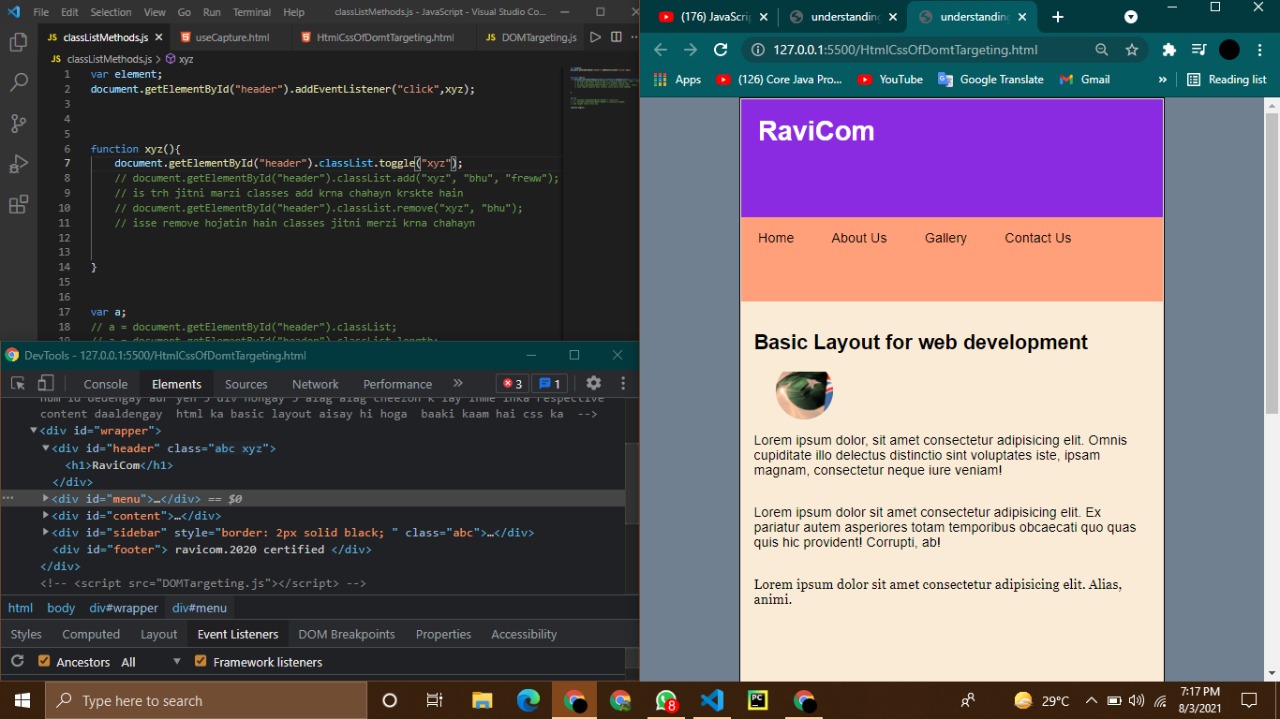 File Edit Selection View Go Run Terminal Help classListMethods.js - JavaScript - Visual Studio Co...
JS classListMethods.js useCapture.html HtmlCssOfDomtTargeting.html JS DOMTargeting.js
JS classListMethods.js > xyz
1 var element;
2 document.getElementById("header").addEventListener("click",xyz);
3
4
5
6 function xyz(){
7 document.getElementById("header").classList.toggle("xyz");
8 // document.getElementById("header").classList.add("xyz", "bhu", "freww");
9 // is trh jitni marzi classes add krna chahayn krskte hain
10 // document.getElementById("header").classList.remove("xyz", "bhu");
11 // isse remove hojatin hain classes jitni merzi krna chahayn
12
13
14 }
15
16
17 var a;
18 // a = document.getElementById("header").classList;
19 // a = document.getElementById("header").classList.length;
DevTools - 127.0.0.1:5500/HtmlCssOfDomtTargeting.html
Console Elements Sources Network Performance » 3 1
hum id dedengay aur yeh 5 div hongay 5 alag alag cheezon k lay inme inka respective
content daaldengay html ka basic layout aisay hi hoga baaki kaam hai css ka -->
<div id="wrapper">
<div id="header" class="abc xyz">
<h1>RaviCom</h1>
</div>
<div id="menu">…</div> == $0
<div id="content">…</div>
<div id="sidebar" style="border: 2px solid black; " class="abc">…</div>
<div id="footer"> ravicom.2020 certified </div>
</div>
<!-- <script src="DOMTargeting.js"></script> -->
html body div#wrapper div#menu
Styles Computed Layout Event Listeners DOM Breakpoints Properties Accessibility
Ancestors All Framework listeners
(176) JavaScri understanding understanding
127.0.0.1:5500/HtmlCssOfDomtTargeting.html
Apps (126) Core Java Pro... YouTube Google Translate Gmail » Reading list
RaviCom
Home About Us Gallery Contact Us
Basic Layout for web development
Lorem ipsum dolor, sit amet consectetur adipisicing elit. Omnis
cupiditate illo delectus distinctio sint voluptates iste, ipsam
magnam, consectetur neque iure veniam!
Lorem ipsum dolor sit amet consectetur adipisicing elit. Ex
pariatur autem asperiores totam temporibus obcaecati quo quas
quis hic provident! Corrupti, ab!
Lorem ipsum dolor sit amet consectetur adipisicing elit. Alias,
animi.
Type here to search 8 PC 29°C 7:17 PM
8/3/2021